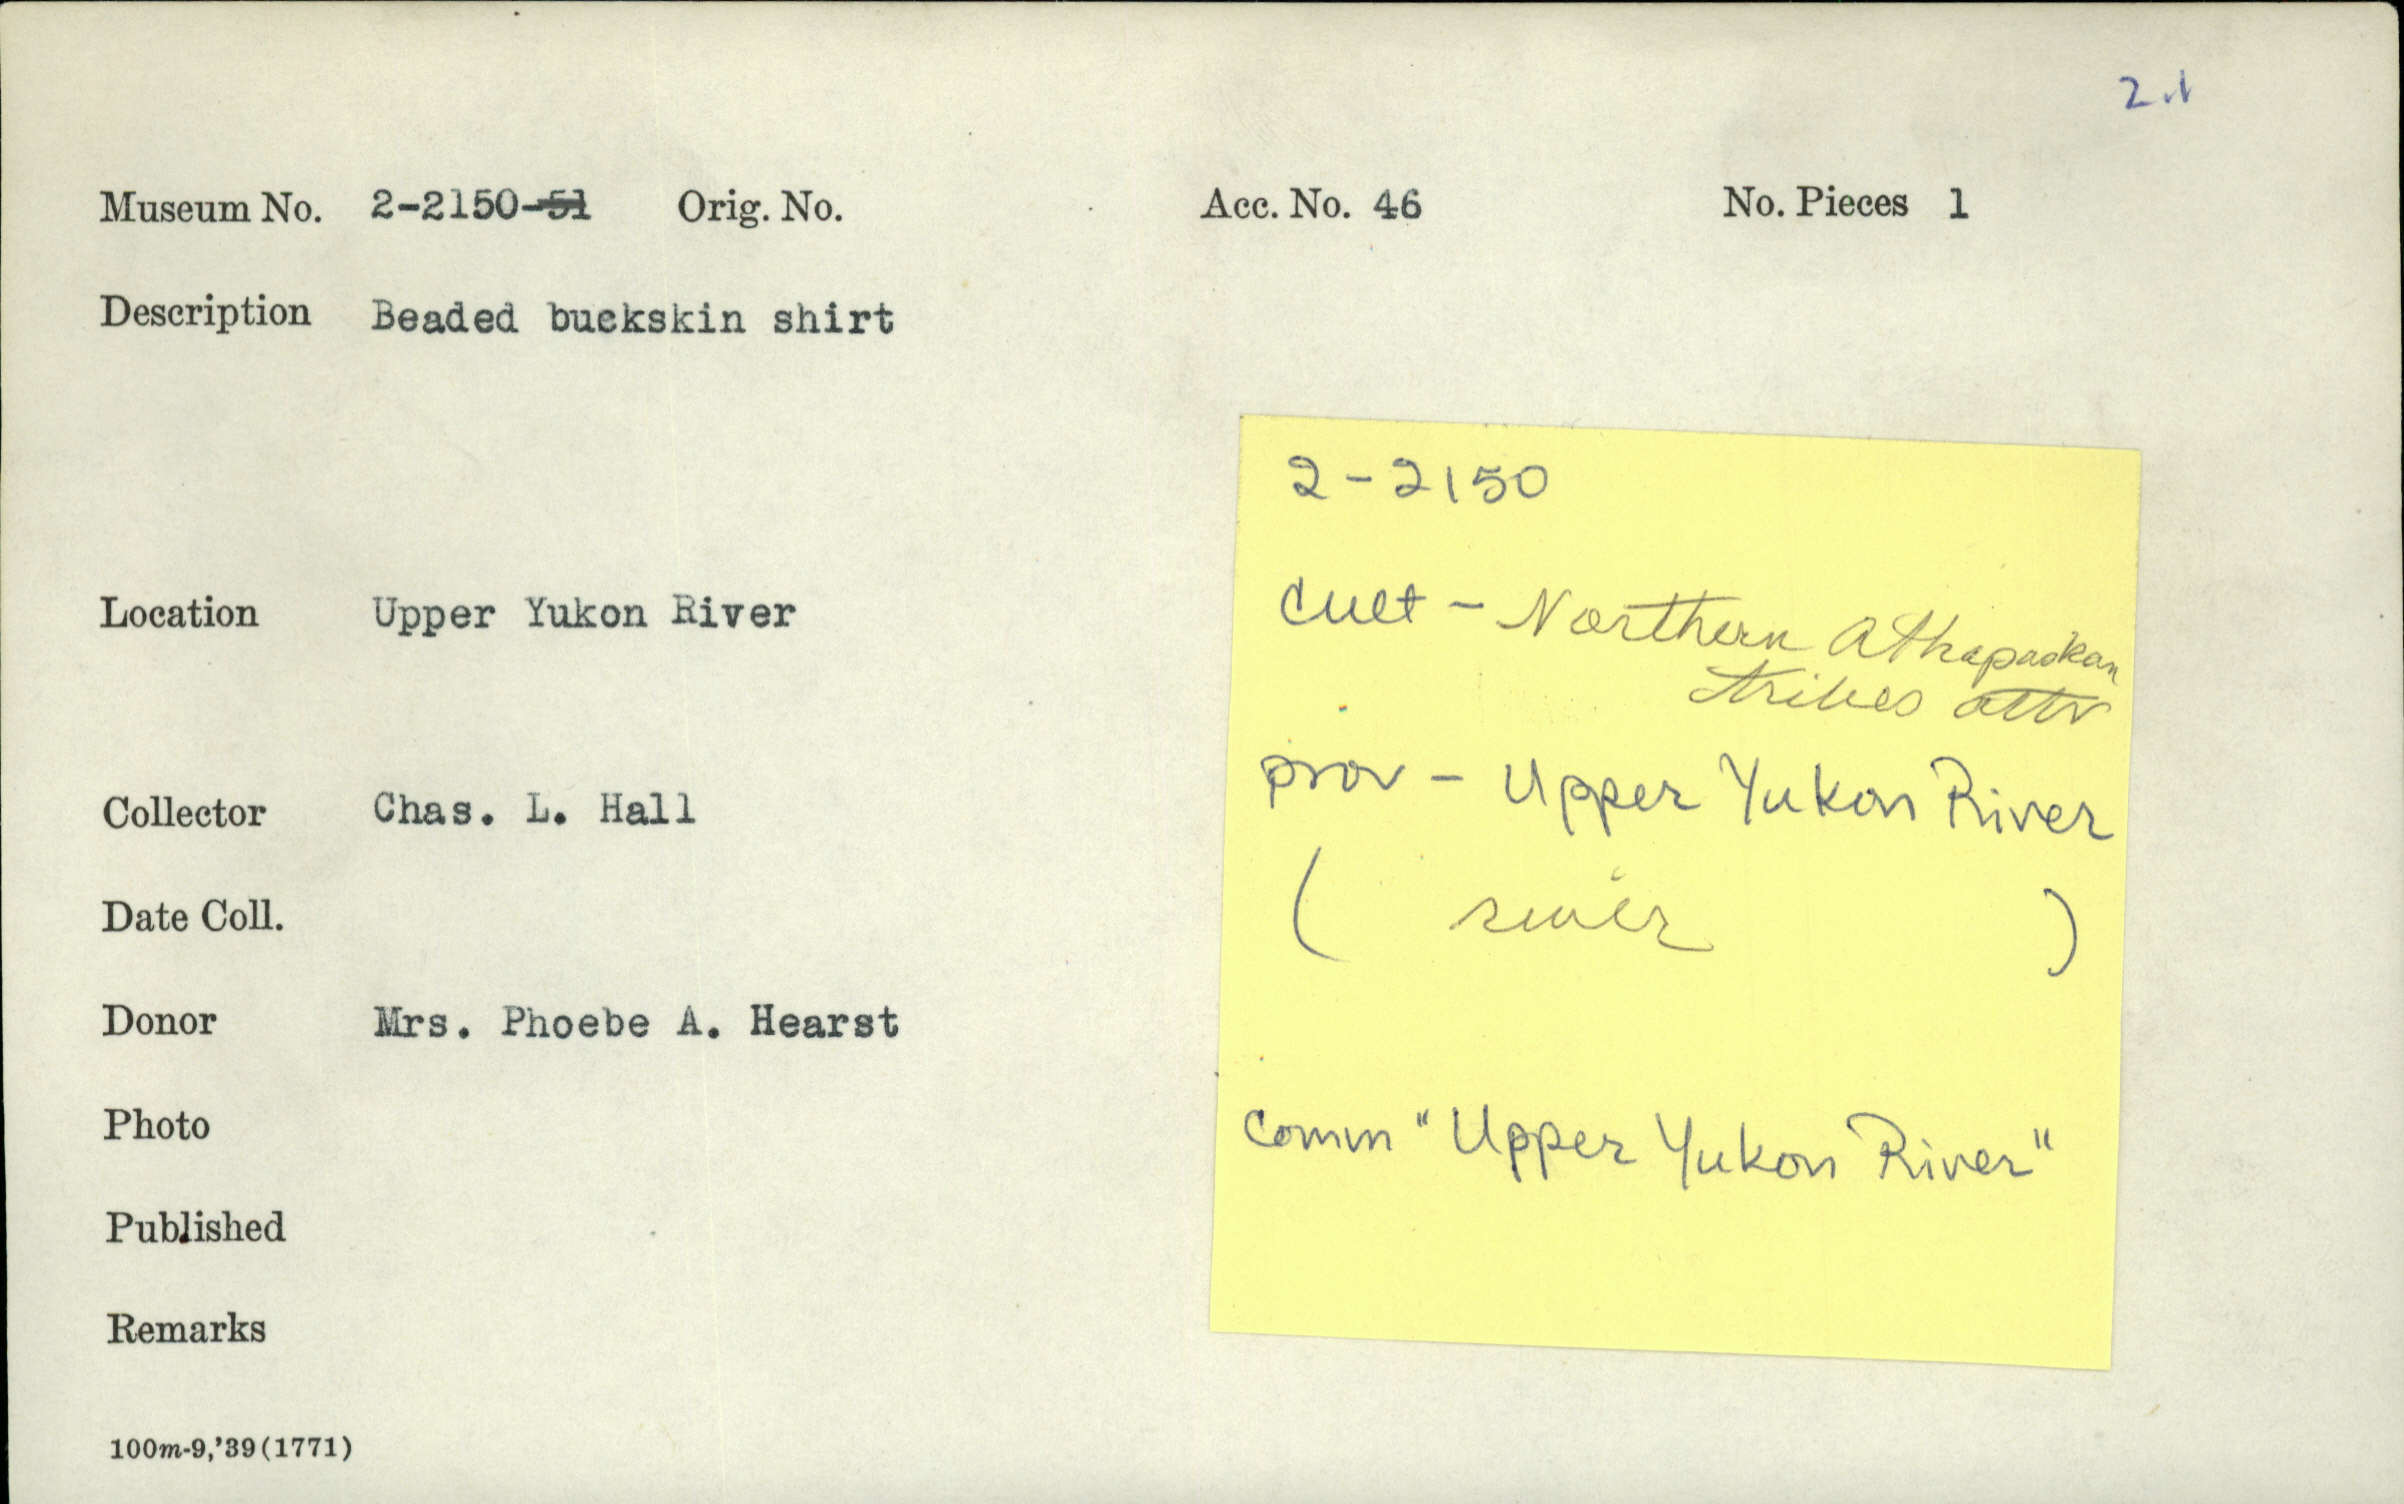 2.1
Museum No. 2-2150-51 Orig. No. Acc. No. 46 No. Pieces 1
Description Beaded buckskin shirt
Location Upper Yukon River
Collector Chas. L. Hall
Date Coll.
Donor Mrs. Phoebe A. Hearst
Photo
Published
Remarks
100m-9,'39(1771)
2-2150
cult - Northern Athapaskan
tribes attr
prov - Upper Yukon River
( river )
comm "Upper Yukon River"